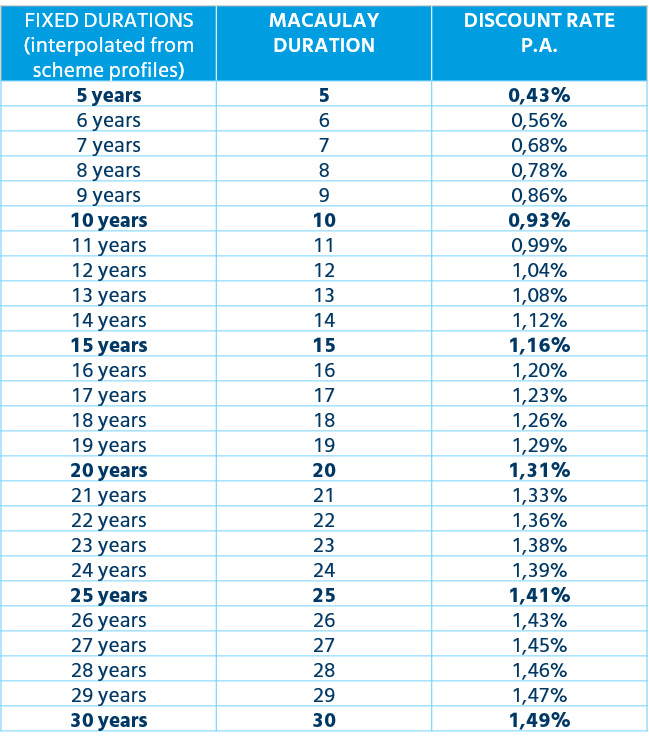 FIXED DURATIONS
(interpolated from
scheme profiles)
MACAULAY
DURATION
DISCOUNT RATE
P.A.
5 years 5 0,43%
6 years 6 0,56%
7 years 7 0,68%
8 years 8 0,78%
9 years 9 0,86%
10 years 10 0,93%
11 years 11 0,99%
12 years 12 1,04%
13 years 13 1,08%
14 years 14 1,12%
15 years 15 1,16%
16 years 16 1,20%
17 years 17 1,23%
18 years 18 1,26%
19 years 19 1,29%
20 years 20 1,31%
21 years 21 1,33%
22 years 22 1,36%
23 years 23 1,38%
24 years 24 1,39%
25 years 25 1,41%
26 years 26 1,43%
27 years 27 1,45%
28 years 28 1,46%
29 years 29 1,47%
30 years 30 1,49%